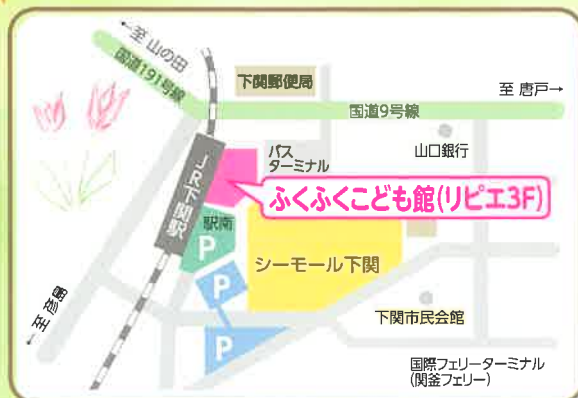 ←至 山の田
国道191号線
下関郵便局
至 唐戸→
国道9号線
バス
ターミナル
山口銀行
JR下関駅
ふくふくこども館(リピエ3F)
駅南
P
シーモール下関
P
P
←至 彦島
下関市民会館
国際フェリーターミナル
(関釜フェリー)